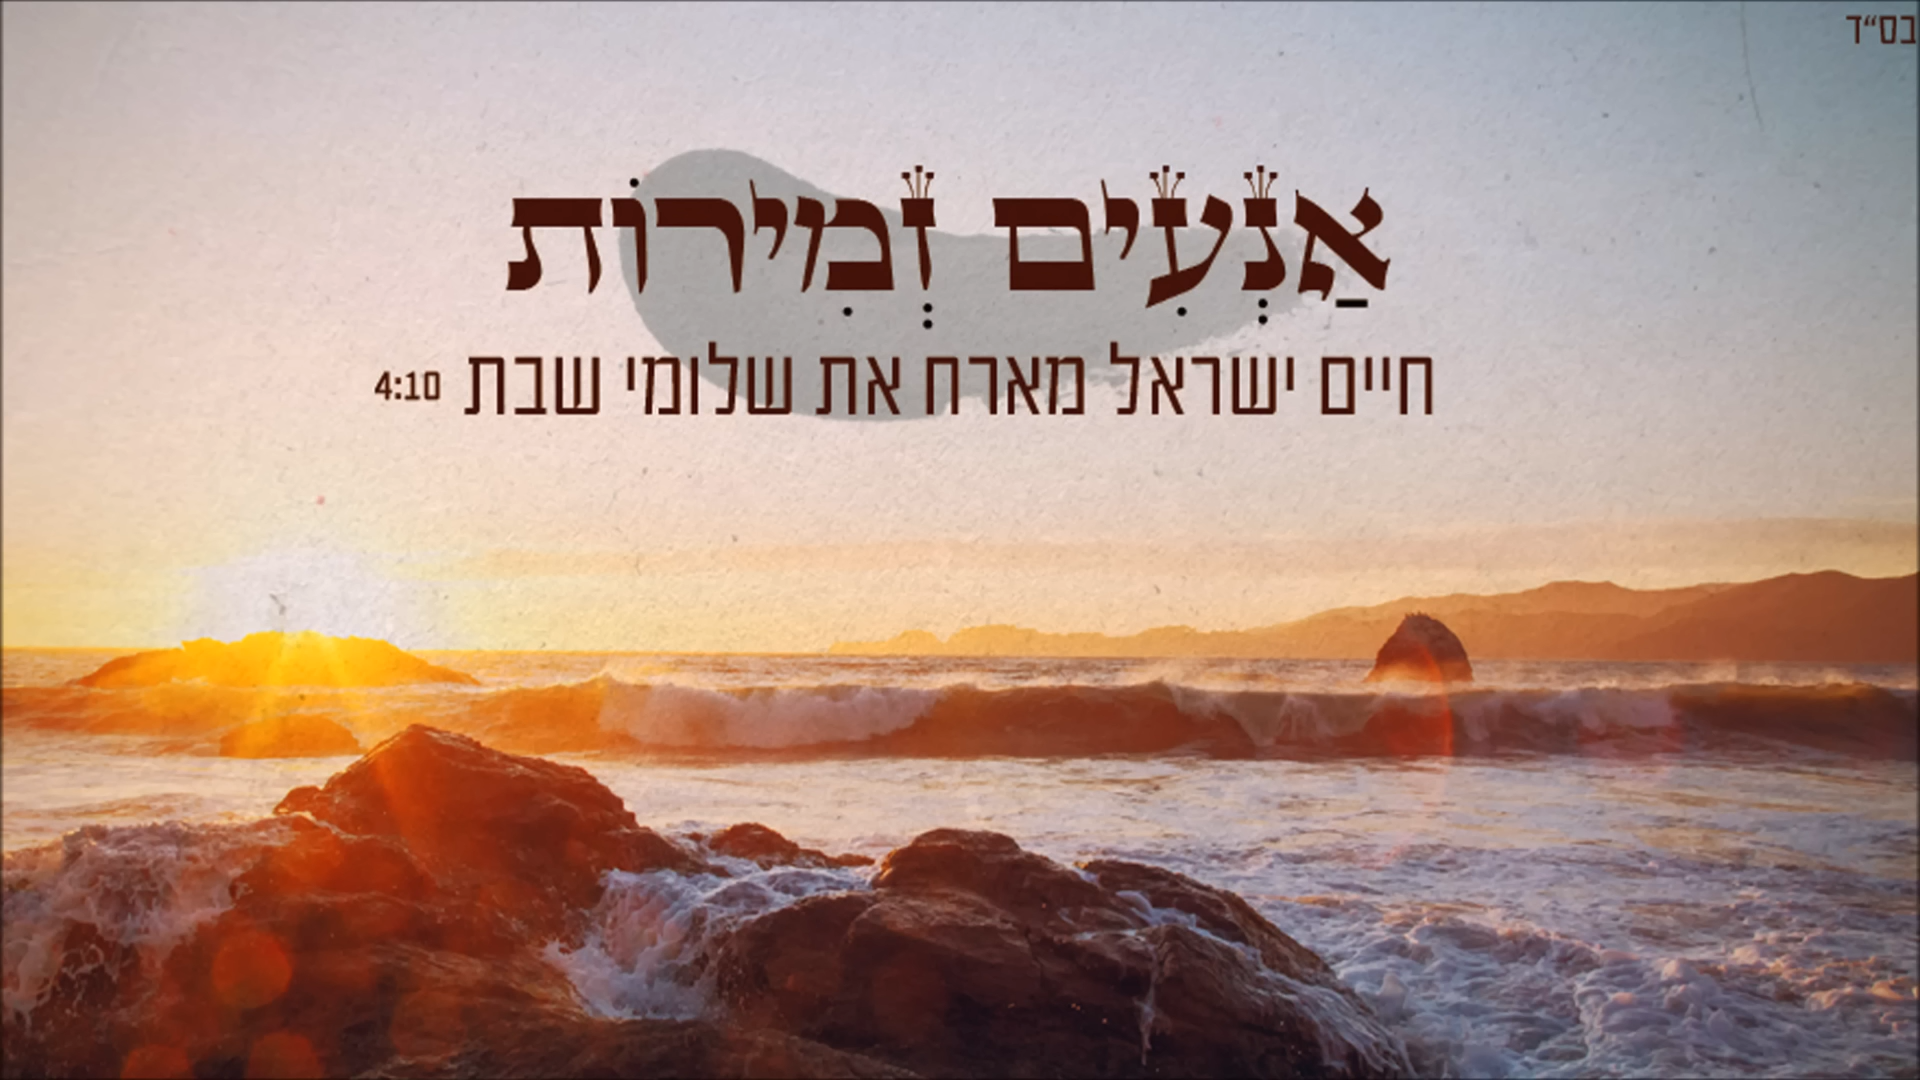 בס״ד
אַנְעִים זְמִירוֹת
חיים ישראל מארח את שלומי שבת 4:10